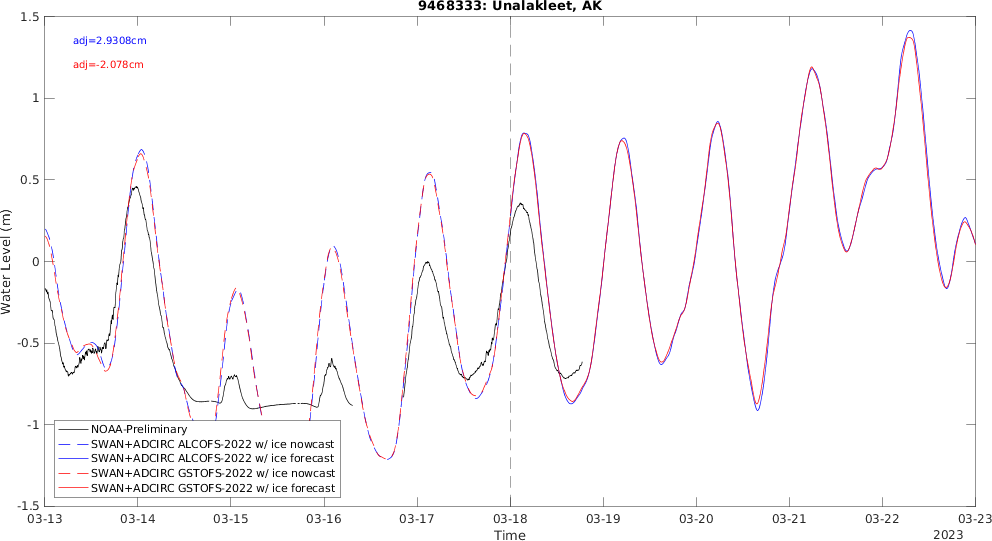 9468333: Unalakleet, AK
adj=2.9308cm
adj=-2.078cm
1.5
1
0.5
0
-0.5
-1
-1.5
Water Level (m)
NOAA-Preliminary
SWAN+ADCIRC ALCOFS-2022 w/ ice nowcast
SWAN+ADCIRC ALCOFS-2022 w/ ice forecast
SWAN+ADCIRC GSTOFS-2022 w/ ice nowcast
SWAN+ADCIRC GSTOFS-2022 w/ ice forecast
03-13 03-14 03-15 03-16 03-17 03-18 03-19 03-20 03-21 03-22 03-23
Time
2023